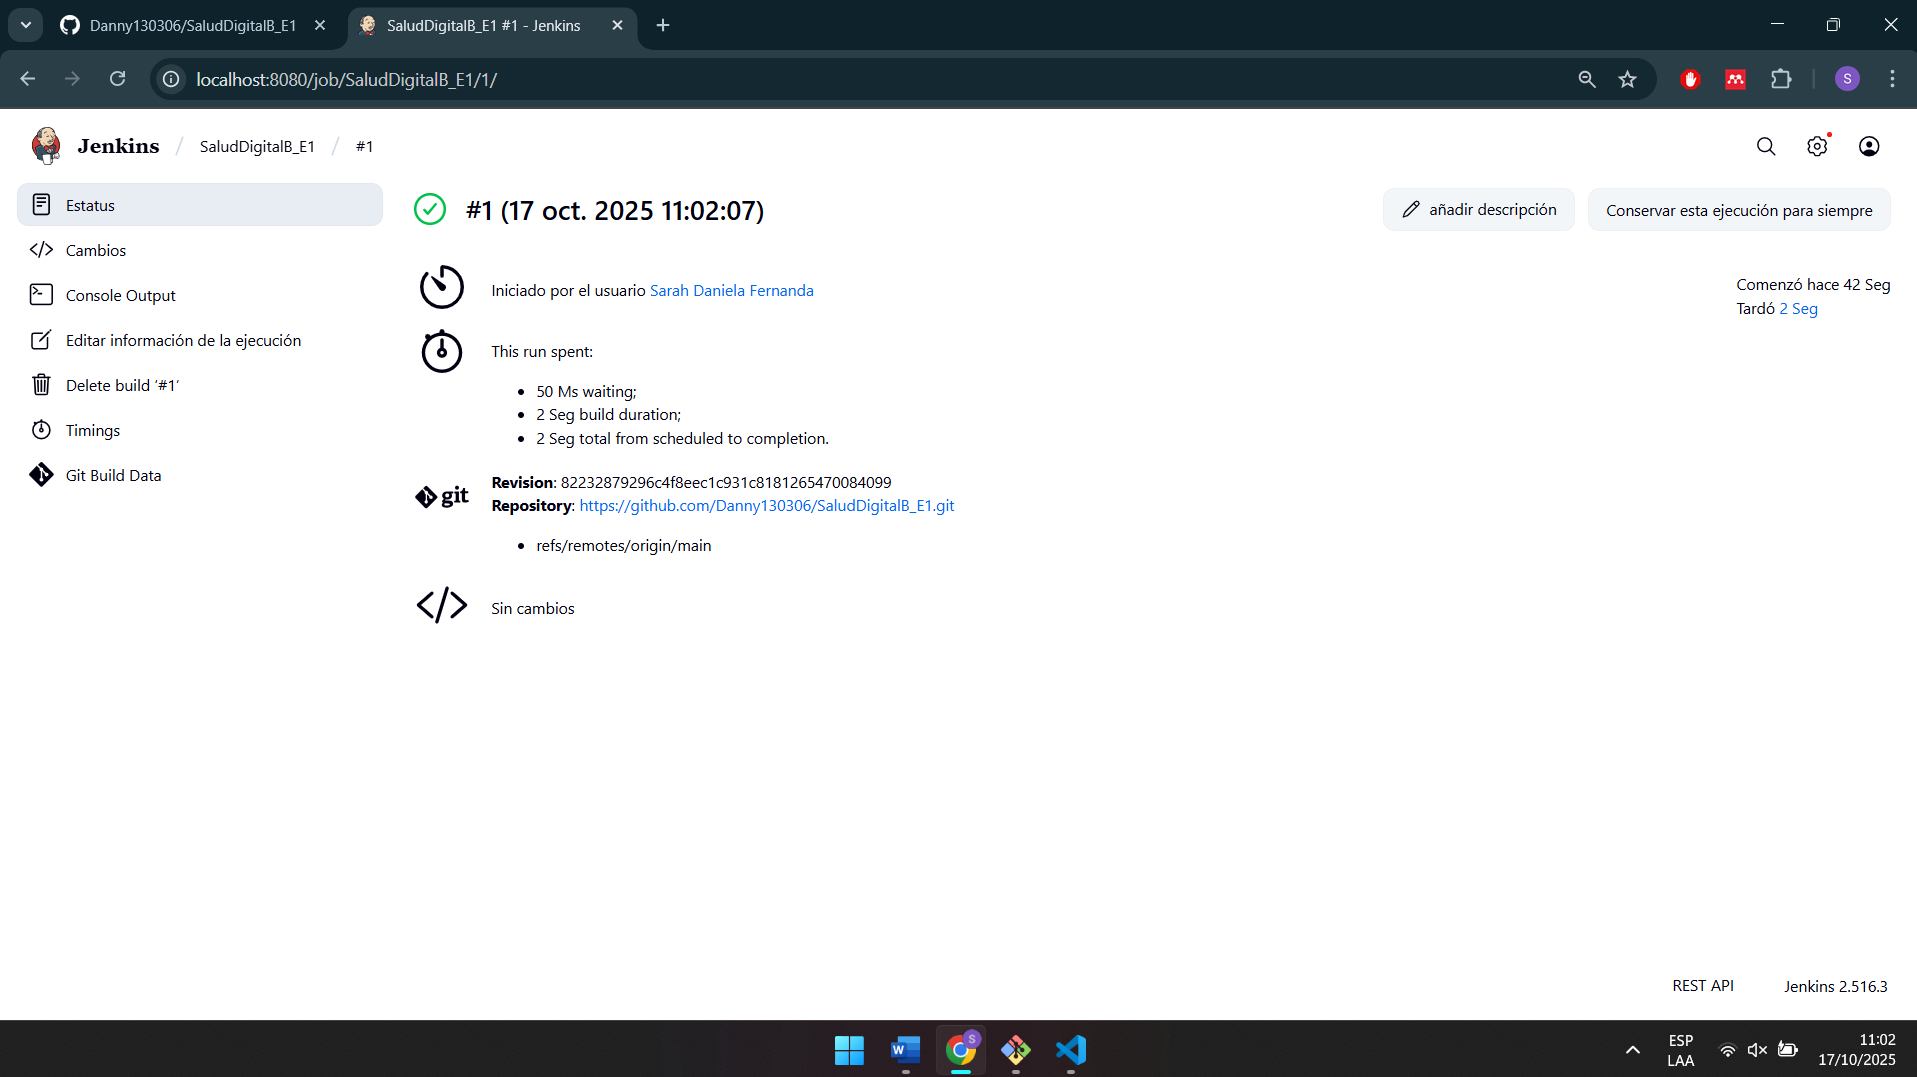 Danny130306/SaludDigitalB_E1
SaludDigitalB_E1 #1 - Jenkins
localhost:8080/job/SaludDigitalB_E1/1/
S
Jenkins / SaludDigitalB_E1 / #1
Estatus
Cambios
Console Output
Editar información de la ejecución
Delete build ‘#1’
Timings
Git Build Data
#1 (17 oct. 2025 11:02:07)
añadir descripción
Conservar esta ejecución para siempre
Iniciado por el usuario Sarah Daniela Fernanda
Comenzó hace 42 Seg
Tardó 2 Seg
This run spent:
50 Ms waiting;
2 Seg build duration;
2 Seg total from scheduled to completion.
git
Revision: 82232879296c4f8eec1c931c8181265470084099
Repository: https://github.com/Danny130306/SaludDigitalB_E1.git
refs/remotes/origin/main
Sin cambios
REST API
Jenkins 2.516.3
W
S
ESP
LAA
11:02
17/10/2025